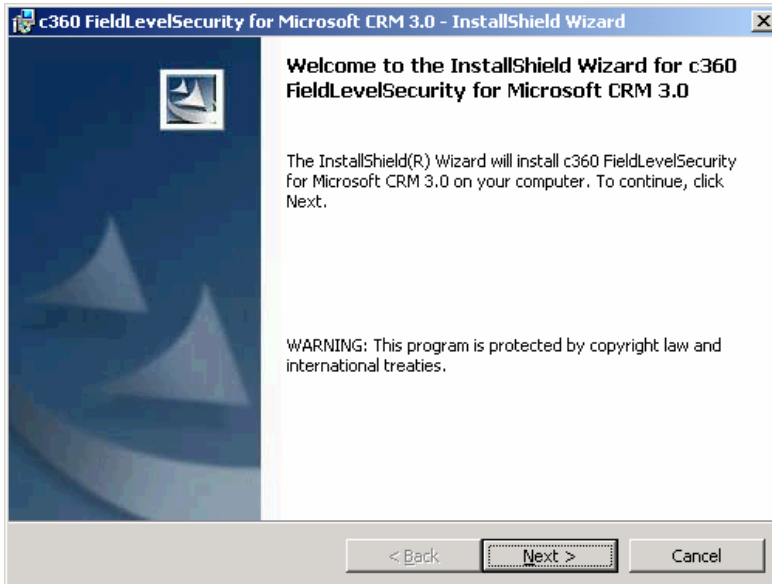 c360 FieldLevelSecurity for Microsoft CRM 3.0 - InstallShield Wizard
Welcome to the InstallShield Wizard for c360
FieldLevelSecurity for Microsoft CRM 3.0
The InstallShield(R) Wizard will install c360 FieldLevelSecurity
for Microsoft CRM 3.0 on your computer. To continue, click
Next.
WARNING: This program is protected by copyright law and
international treaties.
< Back Next > Cancel